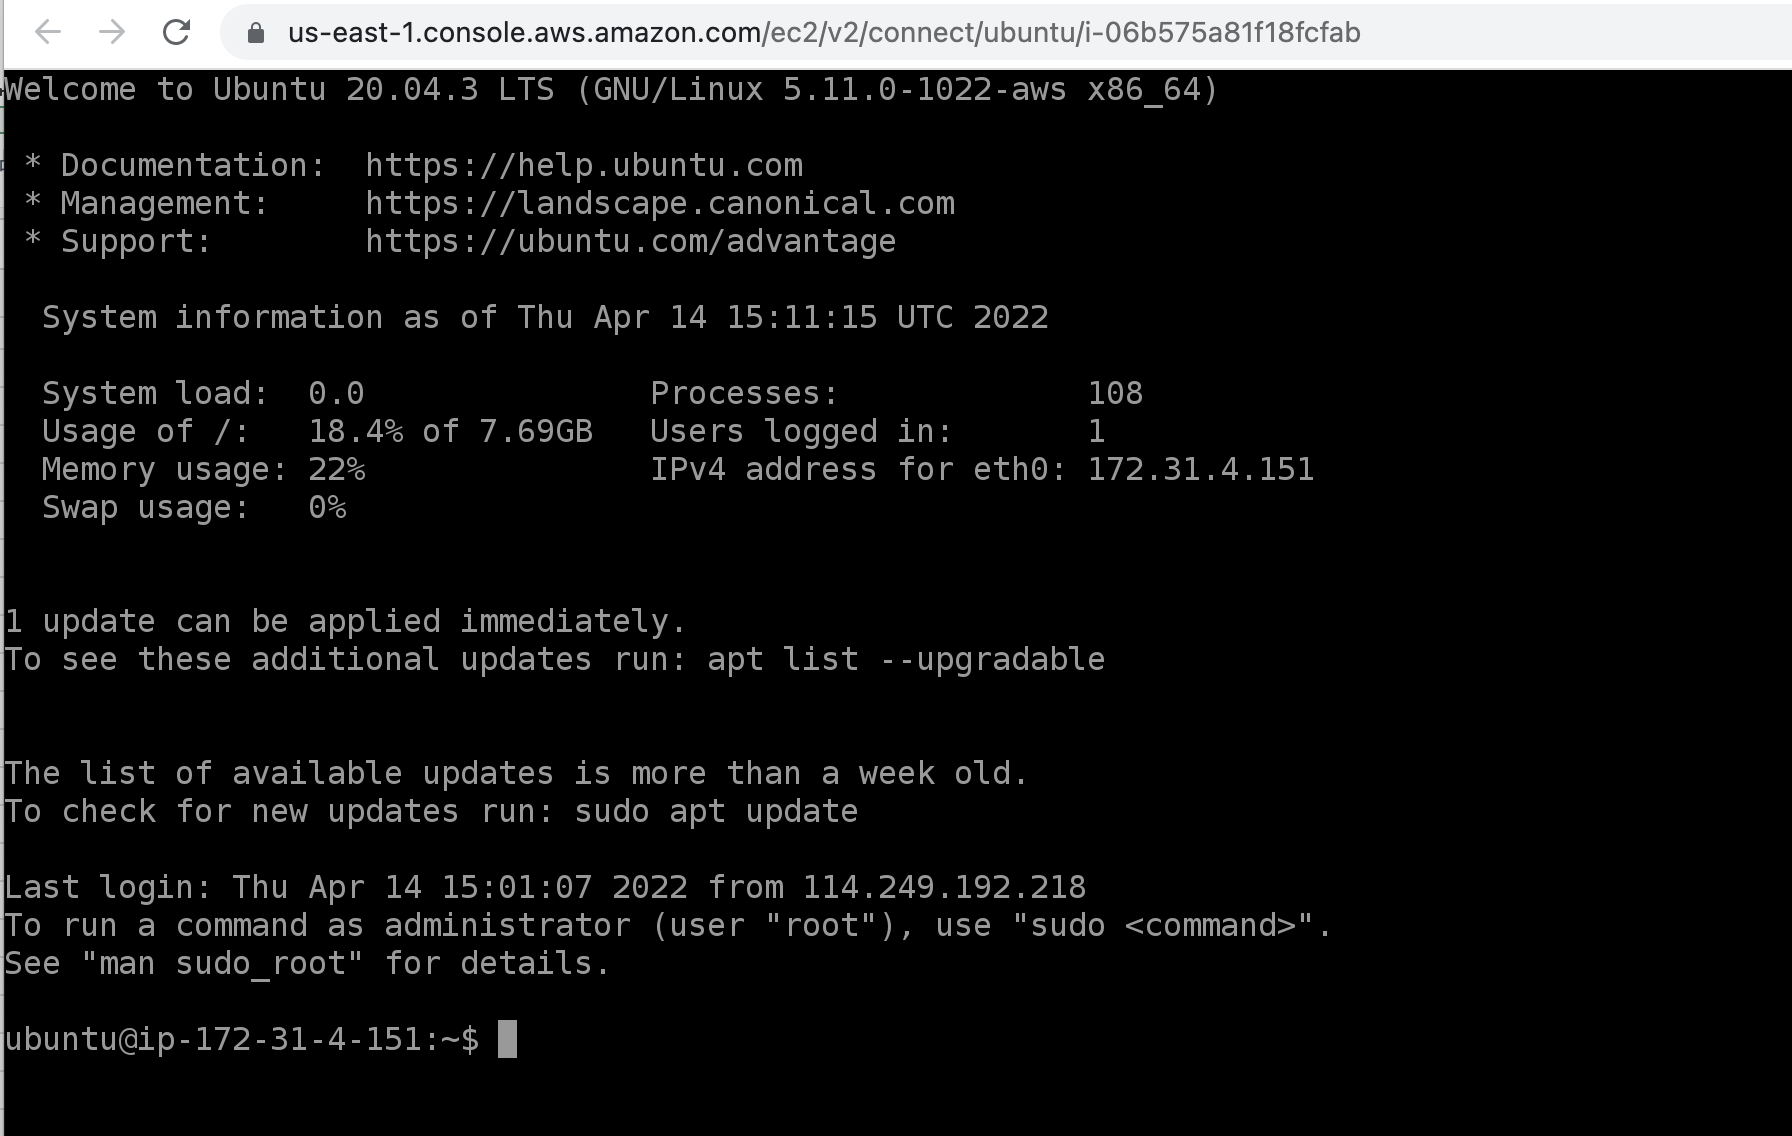 us-east-1.console.aws.amazon.com/ec2/v2/connect/ubuntu/i-06b575a81f18fcfab
Welcome to Ubuntu 20.04.3 LTS (GNU/Linux 5.11.0-1022-aws x86_64)
* Documentation:  https://help.ubuntu.com
* Management:     https://landscape.canonical.com
* Support:        https://ubuntu.com/advantage
System information as of Thu Apr 14 15:11:15 UTC 2022
System load:  0.0               Processes:             108
Usage of /:   18.4% of 7.69GB   Users logged in:       1
Memory usage: 22%               IPv4 address for eth0: 172.31.4.151
Swap usage:   0%
1 update can be applied immediately.
To see these additional updates run: apt list --upgradable
The list of available updates is more than a week old.
To check for new updates run: sudo apt update
Last login: Thu Apr 14 15:01:07 2022 from 114.249.192.218
To run a command as administrator (user "root"), use "sudo <command>".
See "man sudo_root" for details.
ubuntu@ip-172-31-4-151:~$